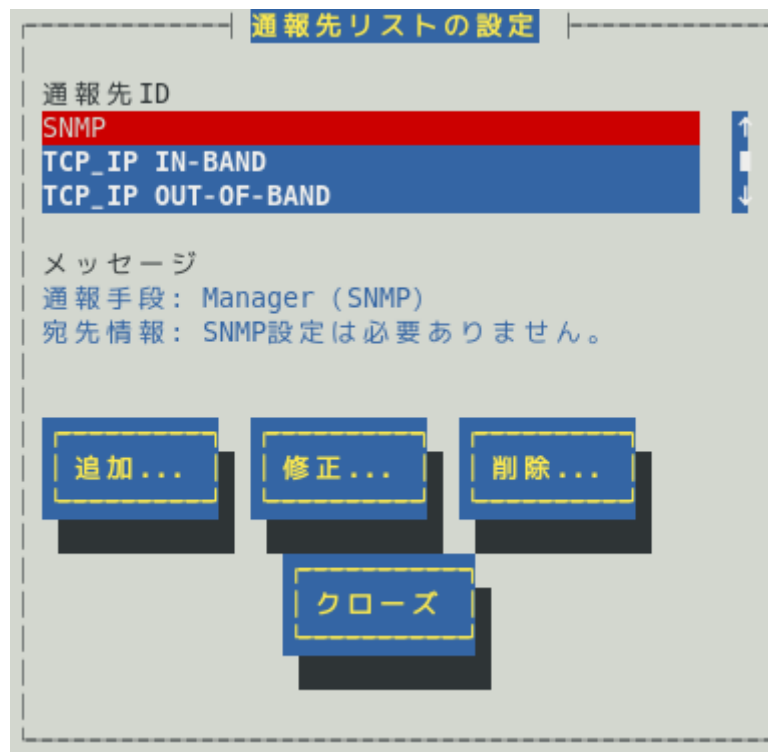 通報先リストの設定
通報先ID
SNMP
TCP_IP IN-BAND
TCP_IP OUT-OF-BAND
メッセージ
通報手段: Manager (SNMP)
宛先情報: SNMP設定は必要ありません。
追加... 修正... 削除...
クローズ